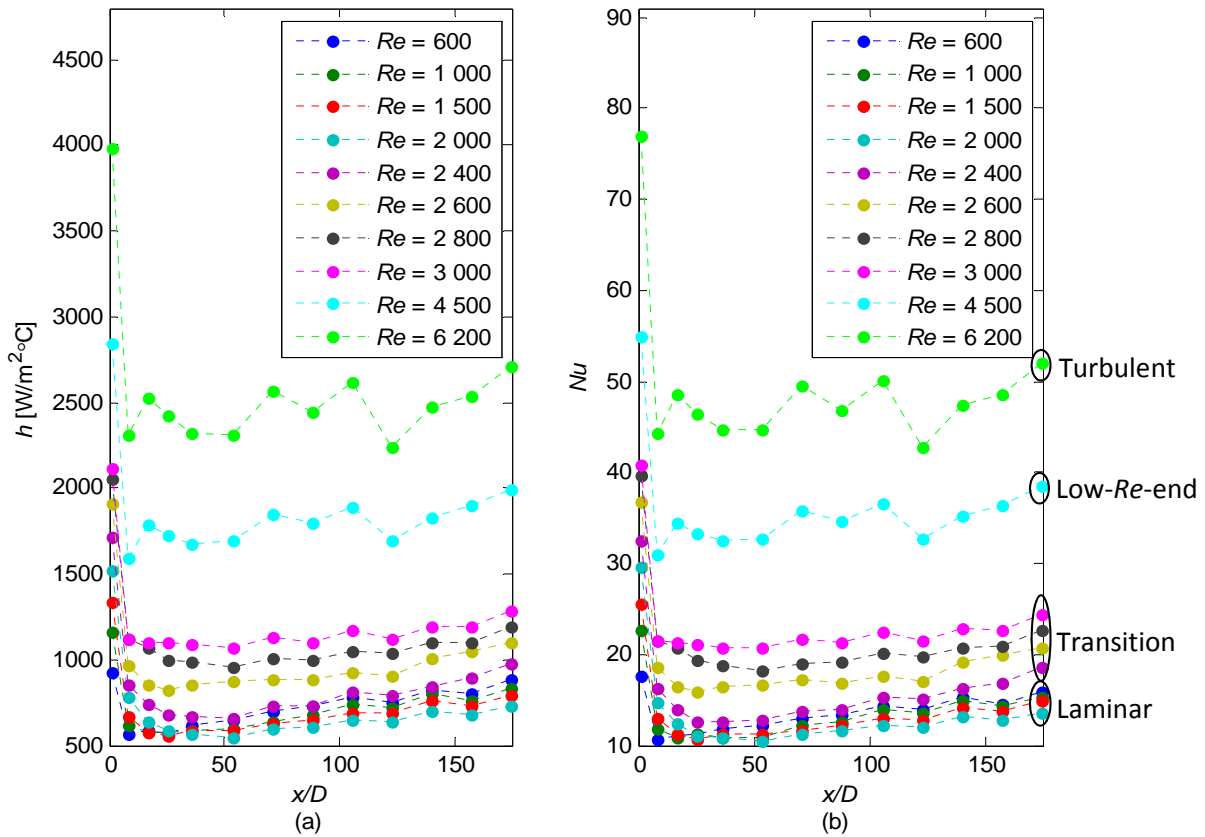 4500
4000
3500
3000
2500
2000
1500
1000
500
h [W/m²°C]
0
50
100
150
x/D
(a)
Re = 600
Re = 1 000
Re = 1 500
Re = 2 000
Re = 2 400
Re = 2 600
Re = 2 800
Re = 3 000
Re = 4 500
Re = 6 200
90
80
70
60
50
40
30
20
10
Nu
0
50
100
150
x/D
(b)
Re = 600
Re = 1 000
Re = 1 500
Re = 2 000
Re = 2 400
Re = 2 600
Re = 2 800
Re = 3 000
Re = 4 500
Re = 6 200
Turbulent
Low-Re-end
Transition
Laminar